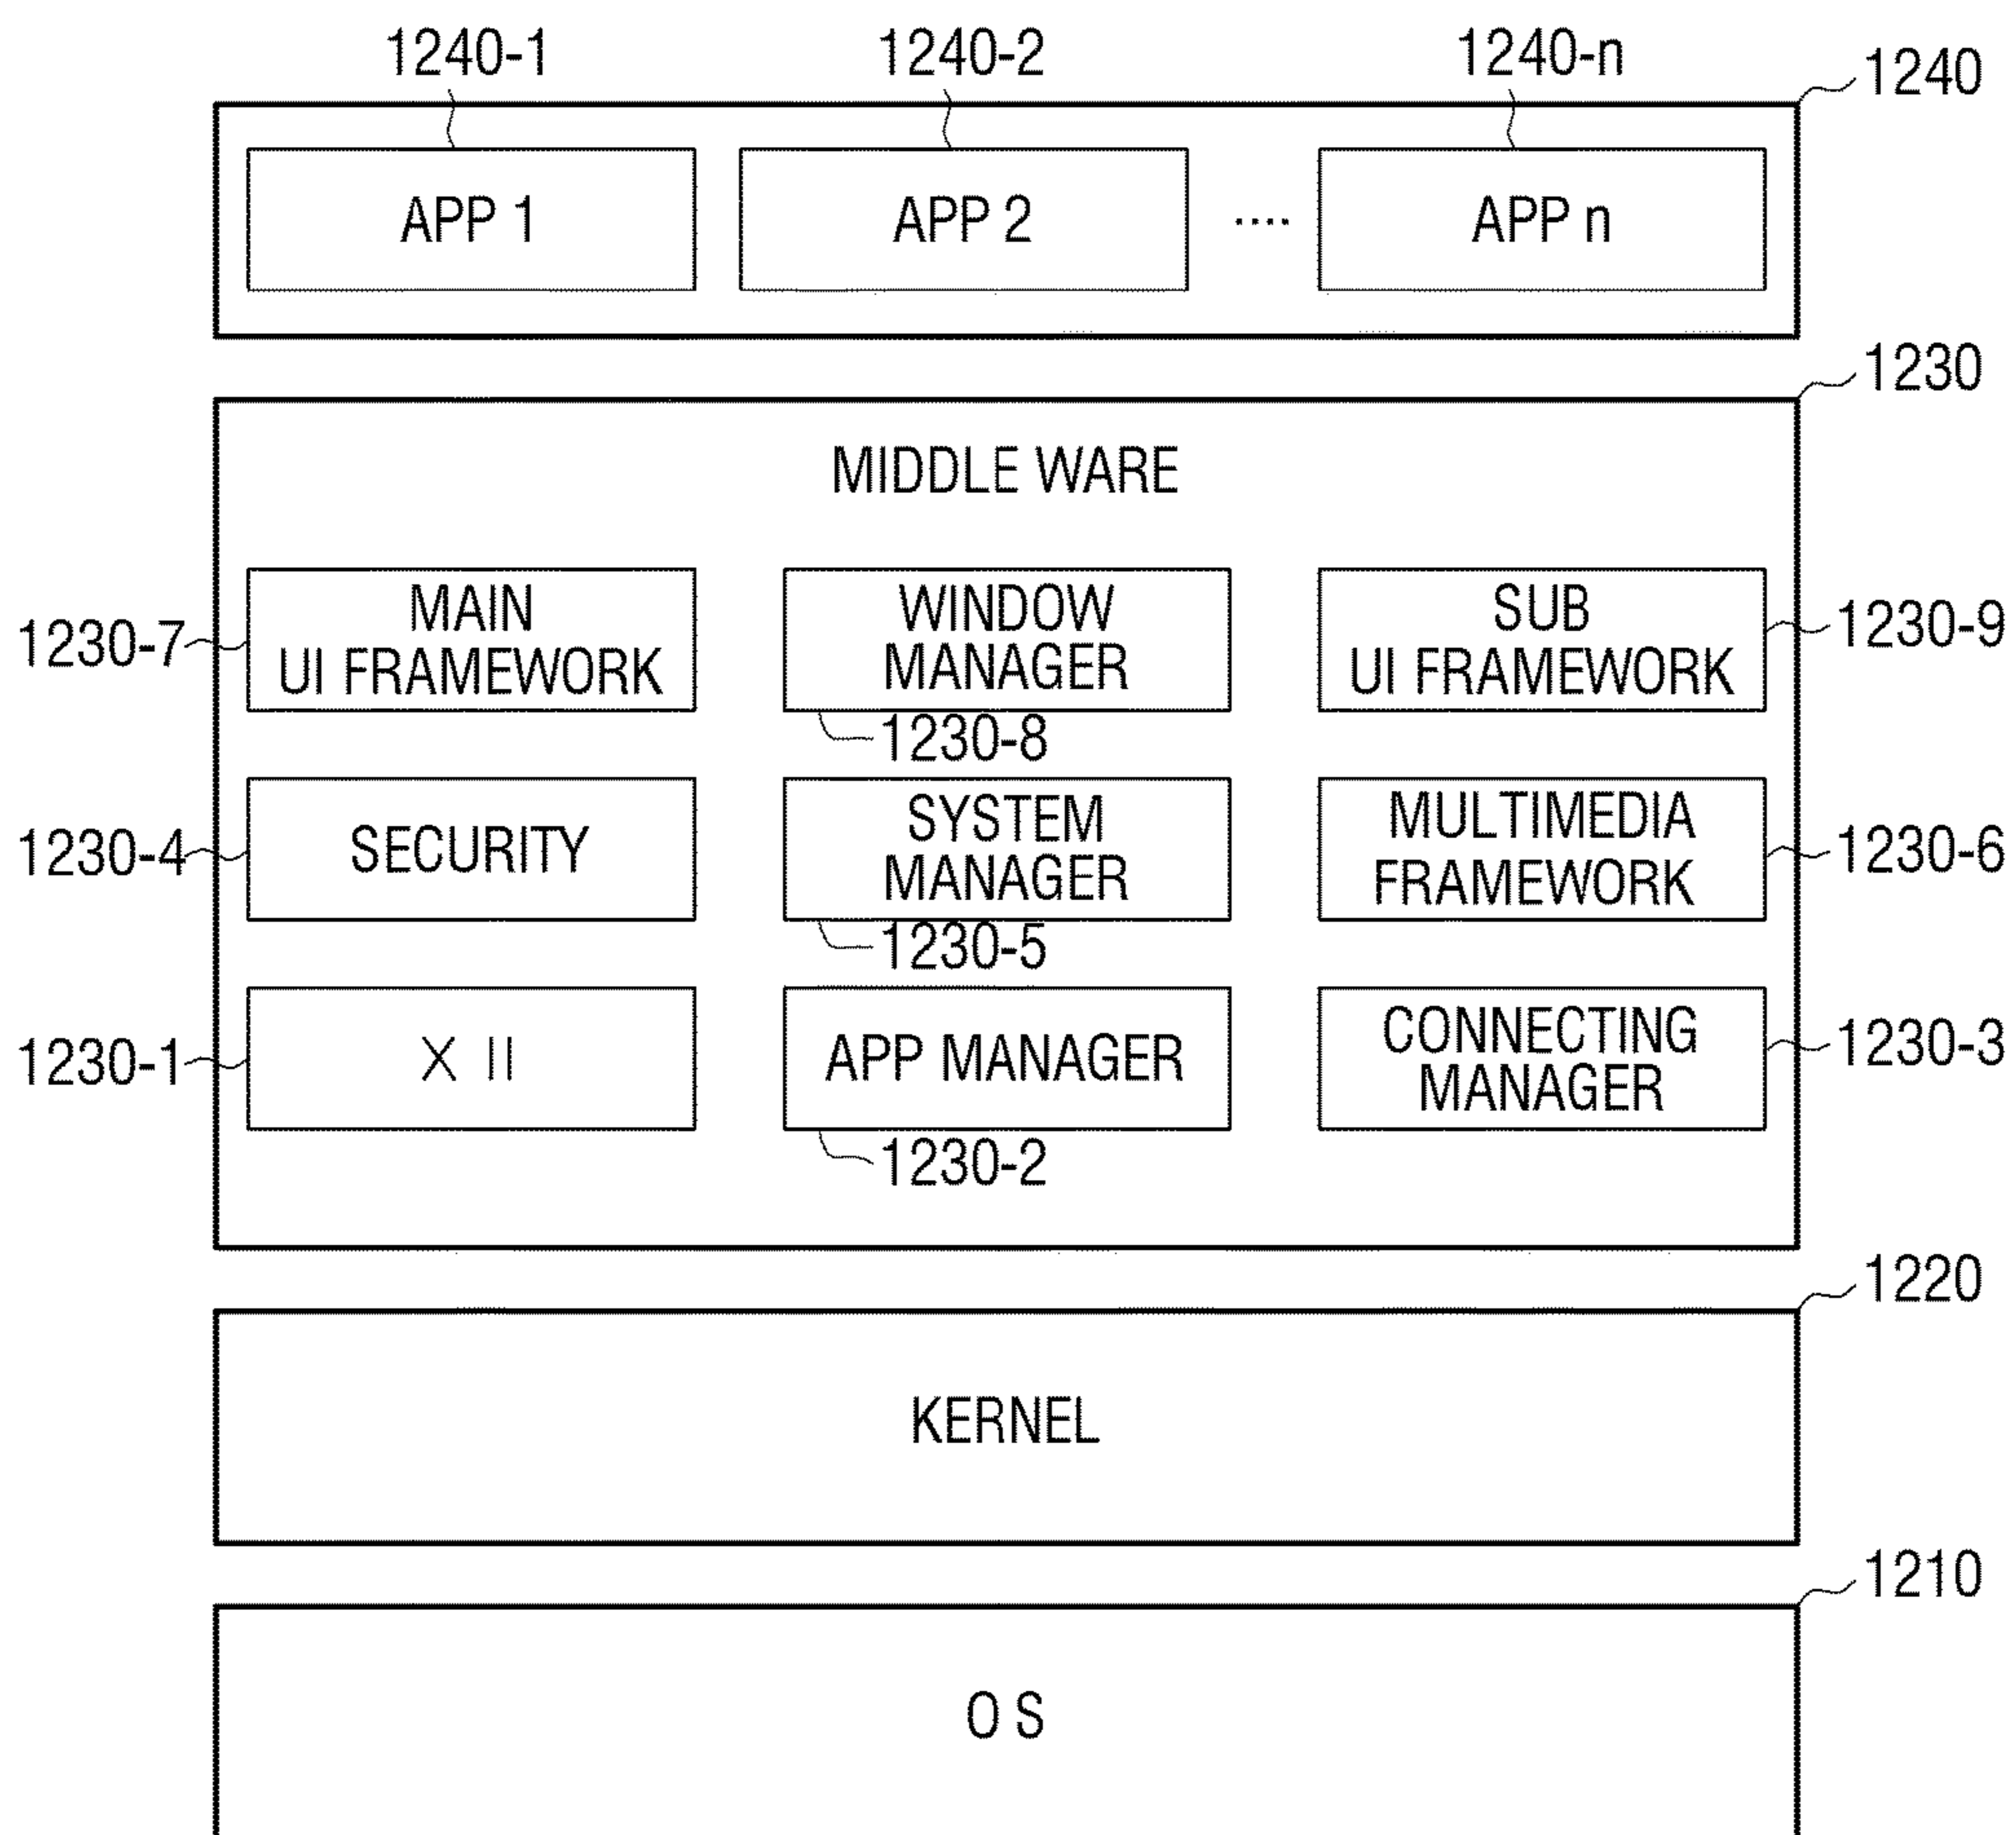 1240-1 1240-2 1240-n 1240
APP 1 APP 2 .... APP n
1230
MIDDLE WARE
MAIN WINDOW SUB
1230-7 UI FRAMEWORK MANAGER UI FRAMEWORK 1230-9
1230-8
SYSTEM MULTIMEDIA
1230-4 SECURITY MANAGER FRAMEWORK 1230-6
1230-5
1230-1 X II APP MANAGER CONNECTING 1230-3
MANAGER
1230-2
1220
KERNEL
1210
O S